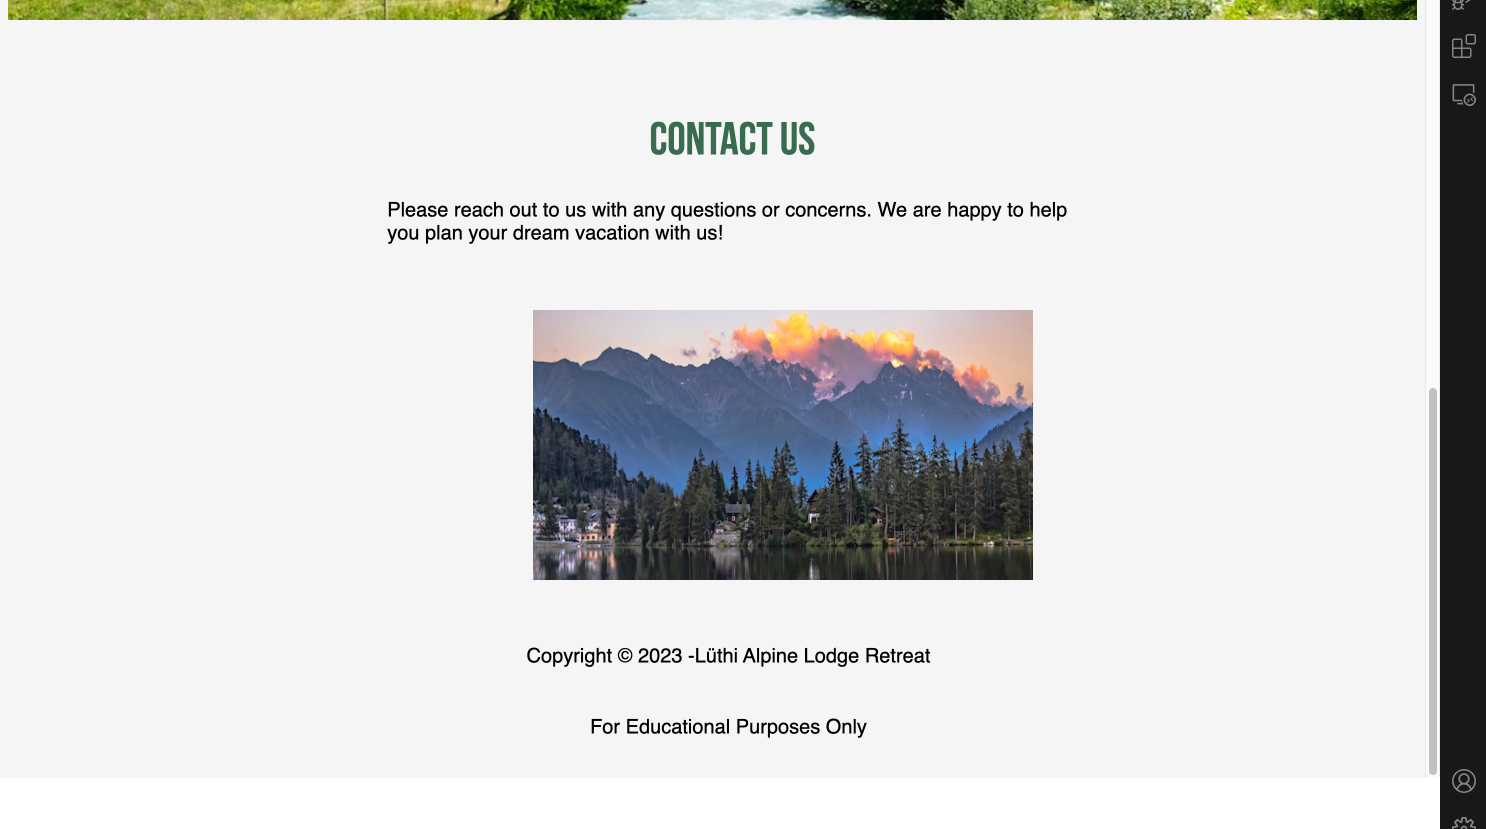 CONTACT US
Please reach out to us with any questions or concerns. We are happy to help
you plan your dream vacation with us!
Copyright © 2023 -Lüthi Alpine Lodge Retreat
For Educational Purposes Only